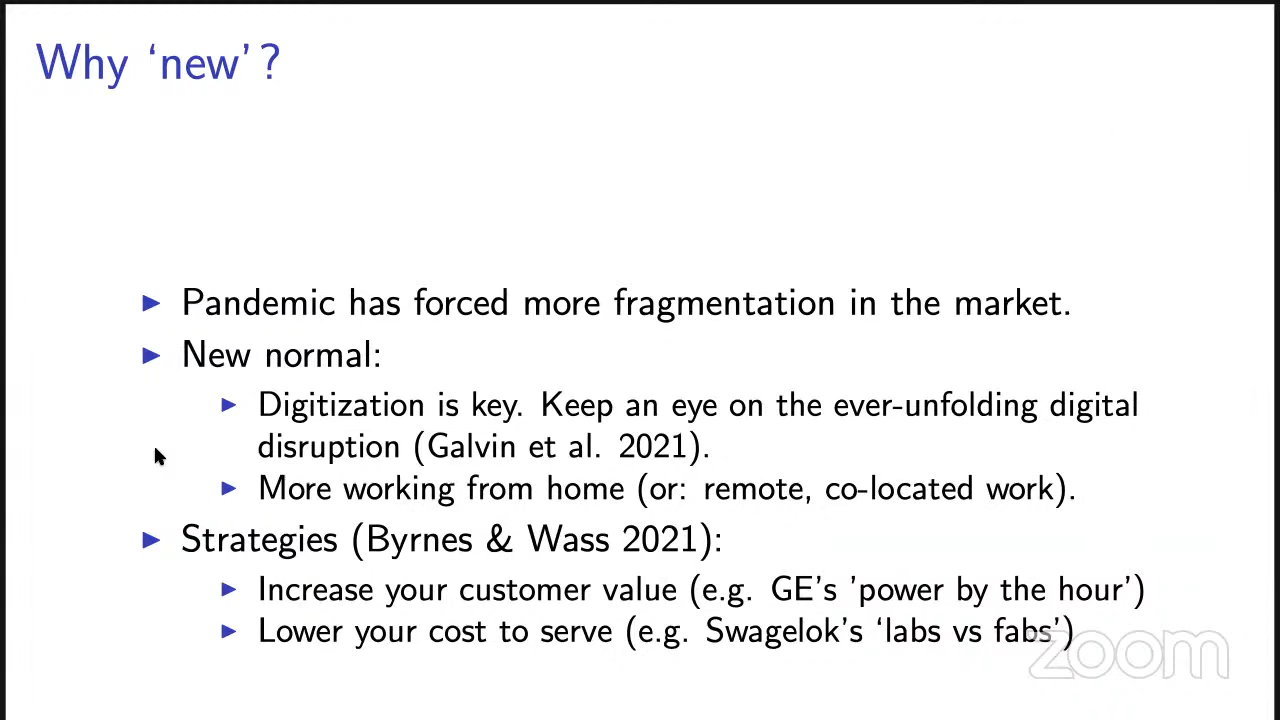 Why ‘new’?
Pandemic has forced more fragmentation in the market.
New normal:
Digitization is key. Keep an eye on the ever-unfolding digital
disruption (Galvin et al. 2021).
More working from home (or: remote, co-located work).
Strategies (Byrnes & Wass 2021):
Increase your customer value (e.g. GE's ’power by the hour’)
Lower your cost to serve (e.g. Swagelok's ‘labs vs fabs’)
zoom